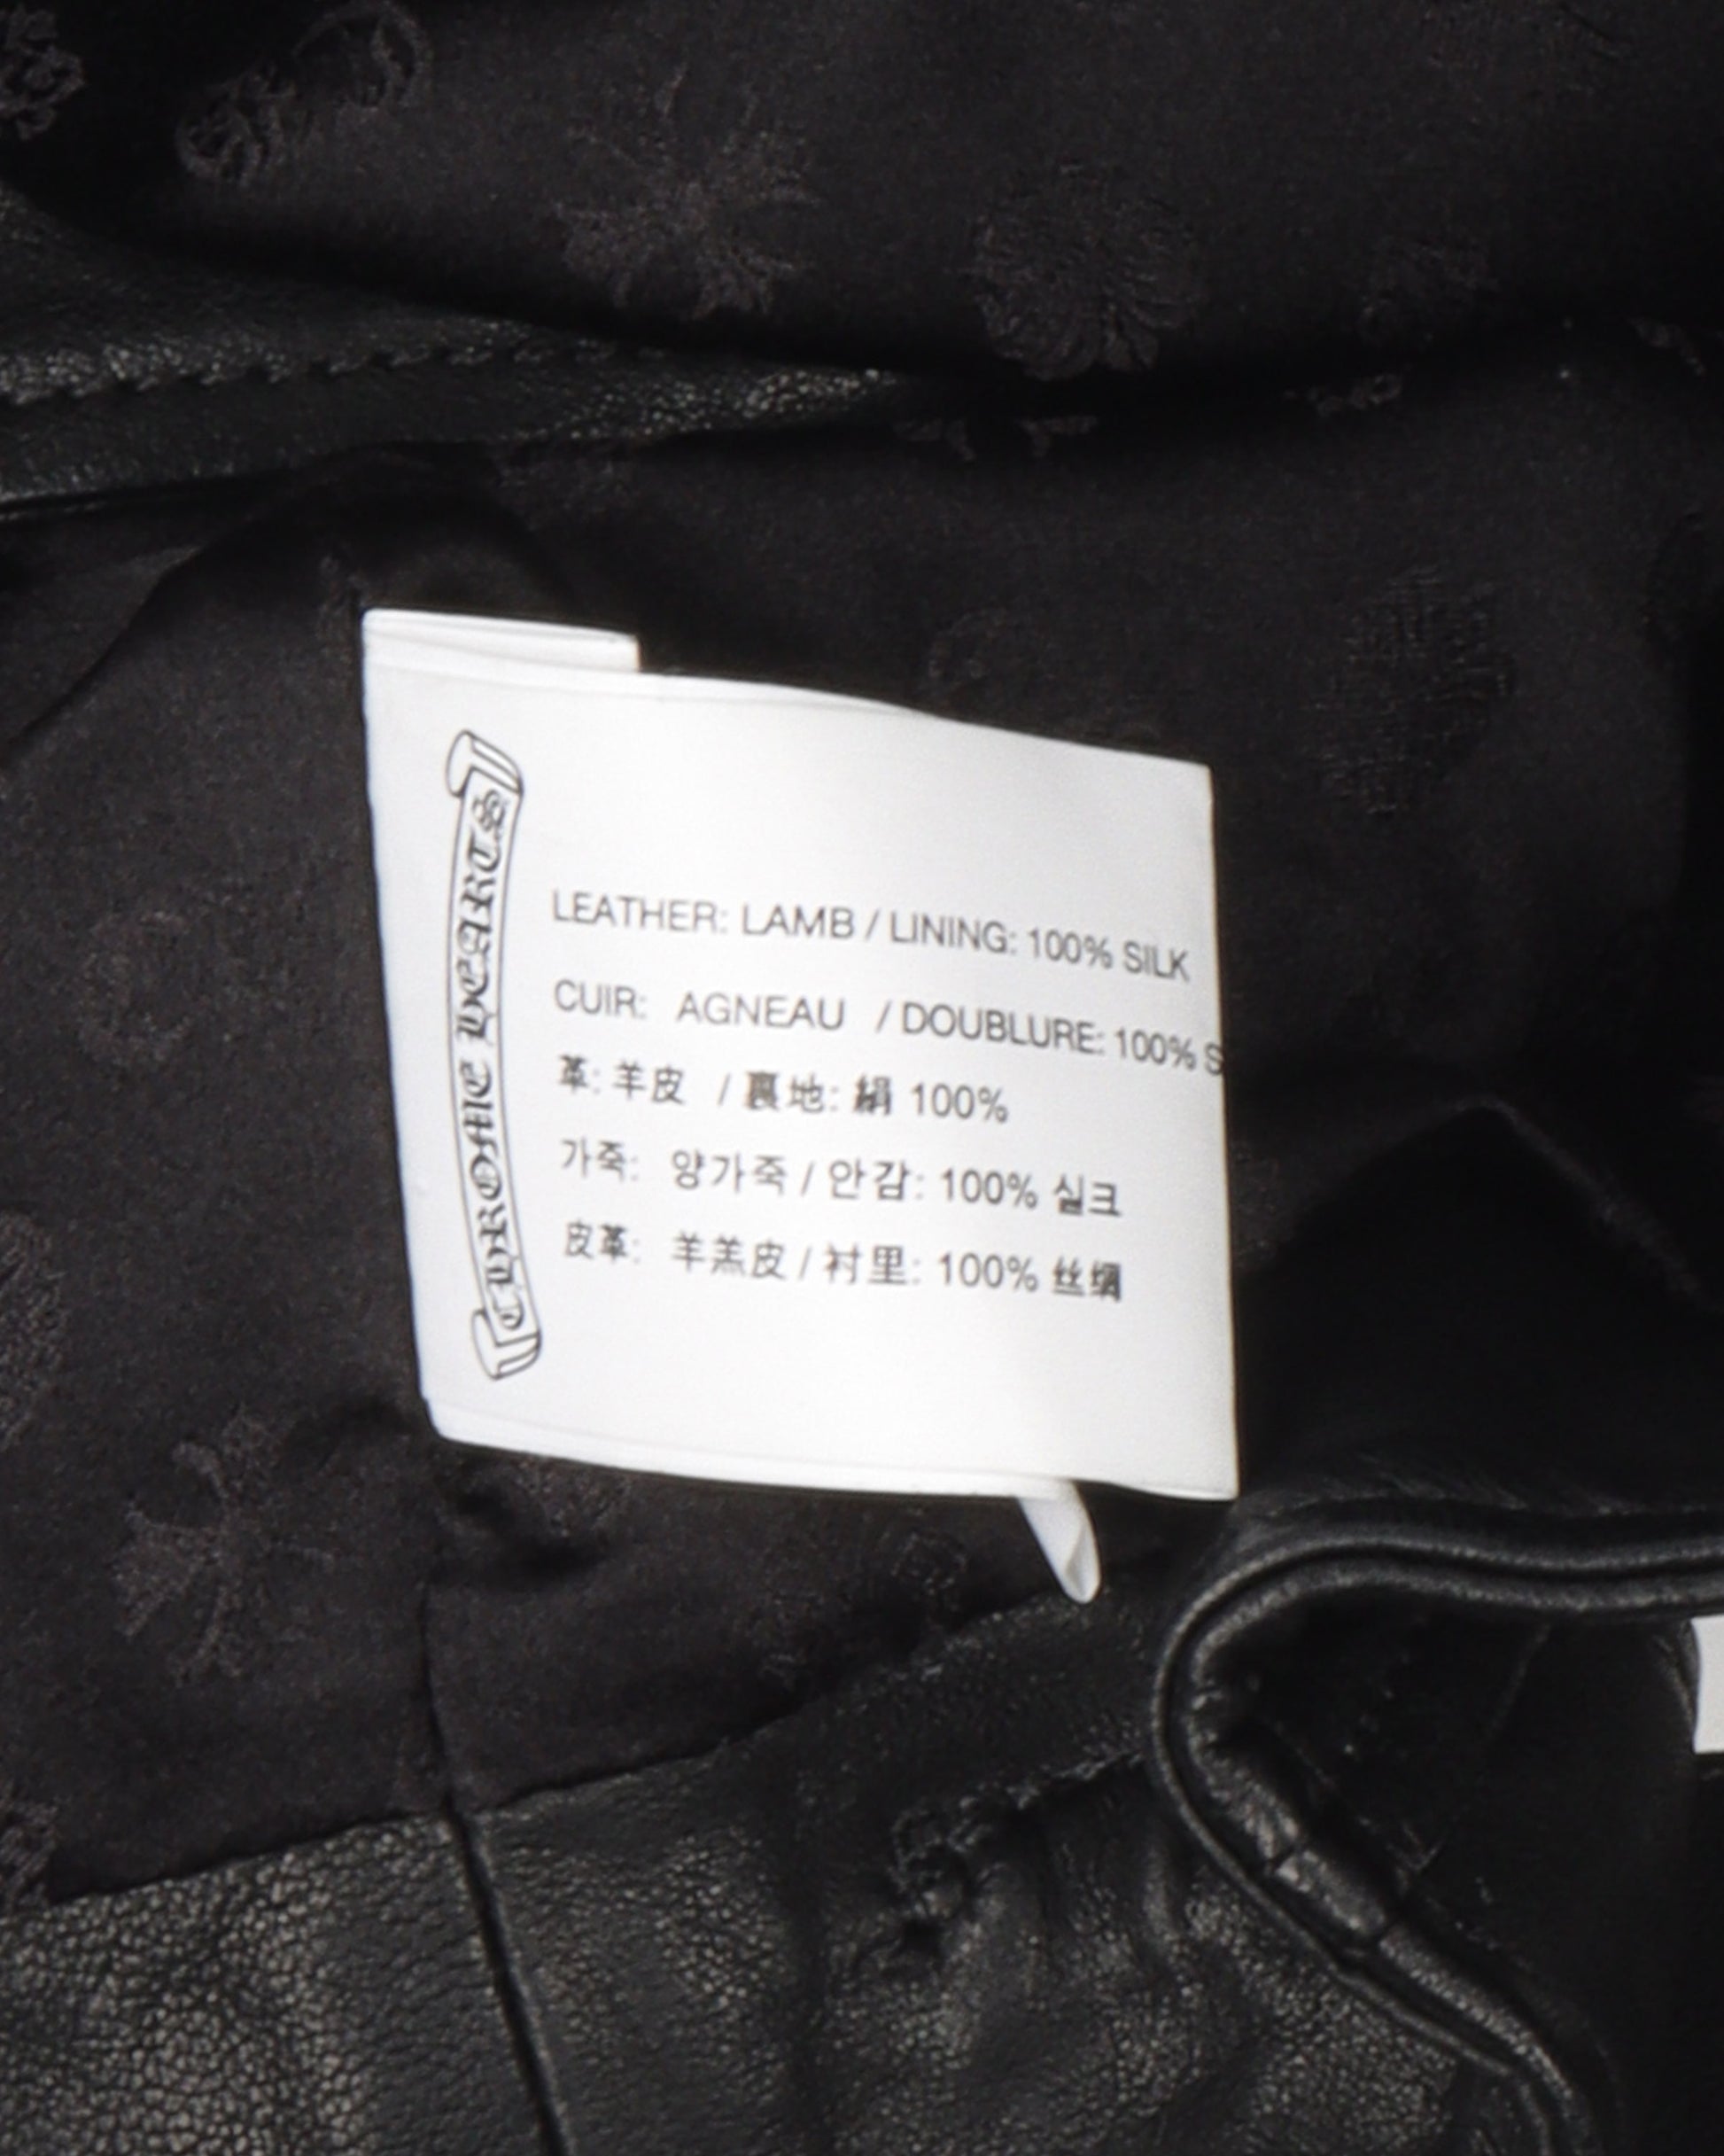 CHROME HEARTS
LEATHER: LAMB / LINING: 100% SILK
CUIR: AGNEAU / DOUBLURE: 100% S
革: 羊皮 / 裏地: 絹 100%
가죽: 양가죽 / 안감: 100% 실크
皮革: 羊羔皮 / 衬里: 100% 丝绸